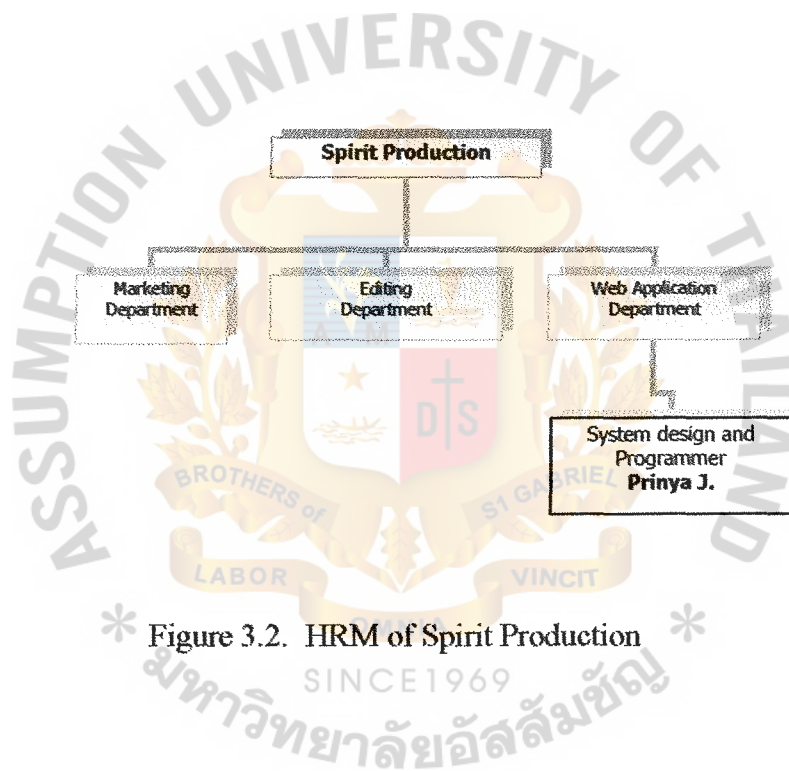 ASSUMPTION UNIVERSITY OF THAILAND
Spirit Production
Marketing
Department
Editing
Department
Web Application
Department
A M
System design and
Programmer
Prinya J.
D S
BROTHERS of
S1 GABRIEL
LABOR
VINCIT
OMNIA
Figure 3.2. HRM of Spirit Production
SINCE1969
มหาวิทยาลัยอัสสัมชัญ